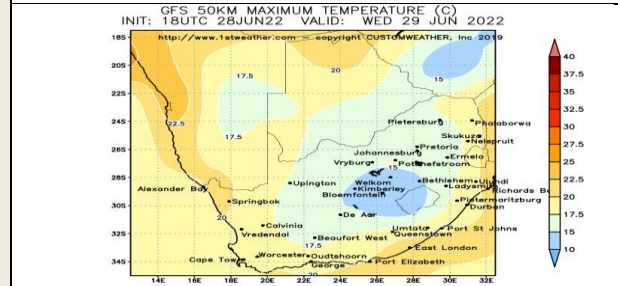 GFS 50KM MAXIMUM TEMPERATURE (C)
INIT: 18UTC 28JUN22 VALID: WED 29 JUN 2022
http://www.1stweather.com – copyright CUSTOMWEATHER, Inc 2019
18S
20S
22S
24S
26S
28S
30S
32S
34S
20
15
17.5
22.5
17.5
Pietersburg
Phalaborwa
Skukuza
Nelspruit
Pretoria
Johannesburg
Ermelo
Vryburg
Potchefstroom
15
Upington
Welkom
Bethlehem
Ulundi
Kimberley
Ladysmith
Alexander Bay
Bloemfontein
Richards Ba
Springbok
Pietermaritzburg
20
De Aar
Durban
Calvinia
Umtata
Port St Johns
Vredendal
Beaufort West
Queenstown
17.5
East London
Worcester
Oudtshoorn
Cape Town
George
Port Elizabeth
20
14E 16E 18E 20E 22E 24E 26E 28E 30E 32E
40
37.5
35
32.5
30
27.5
25
22.5
20
17.5
15
10